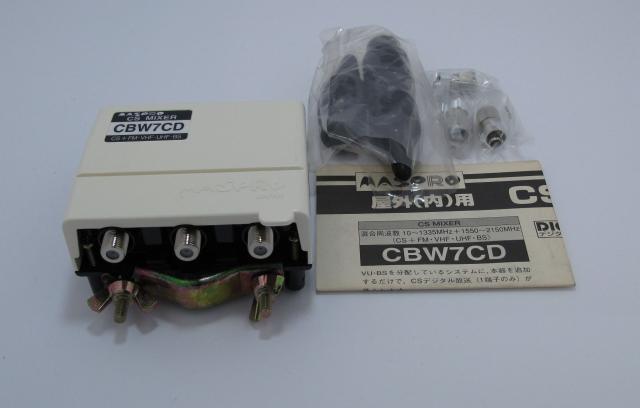 MASPRO
CS MIXER
CBW7CD
CS+FM・VHF・UHF・BS
MASPRO
MASPRO
屋外(内)用
CS
CS MIXER
混合周波数 10～1335MHz+1550～2150MHz
(CS+FM・VHF・UHF・BS)
CBW7CD
VU・BSを分配しているシステムに、本器を追加
するだけで、CSデジタル放送(1端子のみ)が